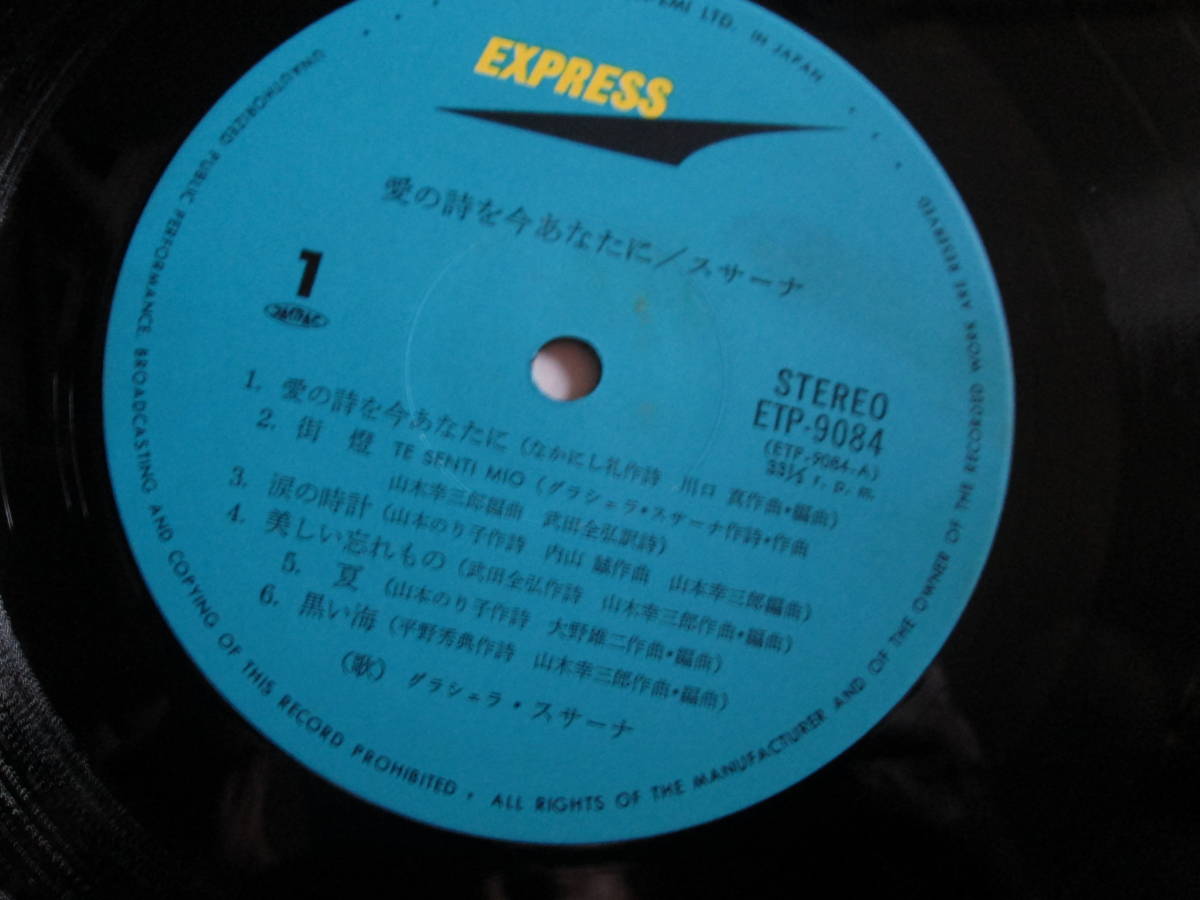 EMI LTD. IN JAPAN
EXPRESS
愛の詩を今あなたに/スサーナ
1
JASRAC
STEREO
ETP-9084
(ETP-9084-A)
33⅓ r. p. m.
1. 愛の詩を今あなたに (なかにし礼作詩 川口 真作曲・編曲)
2. 街 燈 TE SENTI MIO (グラシェラ・スサーナ作詩・作曲
山本幸三郎編曲 武田全弘訳詩)
3. 涙の時計 (山本のり子作詩 内山 作曲 山木幸三郎編曲)
4. 美しい忘れもの (武田全弘作詩 山木幸三郎作曲・編曲)
5. 夏 (山本のり子作詩 大野雄二作曲・編曲)
6. 黒い海 (平野秀典作詩 山木幸三郎作曲・編曲)
(歌) グラシェラ・スサーナ
UNAUTHORIZED PUBLIC PERFORMANCE, BROADCASTING AND COPYING OF THIS RECORD PROHIBITED · ALL RIGHTS OF THE MANUFACTURER AND OF THE OWNER OF THE RECORDED WORK ARE RESERVED